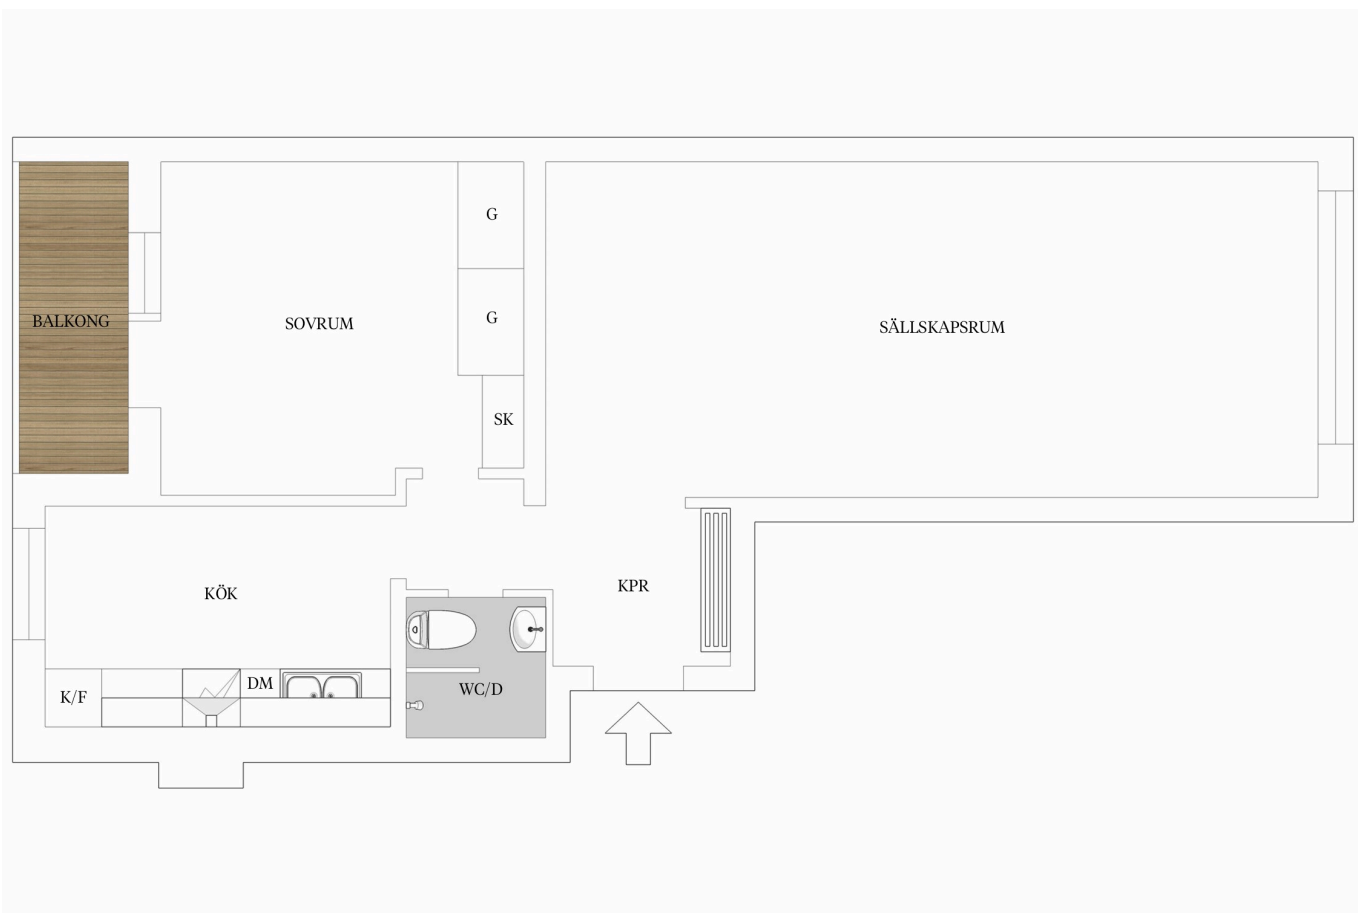 G
BALKONG
SOVRUM
G
SÄLLSKAPSRUM
SK
KÖK
KPR
K/F
DM
WC/D